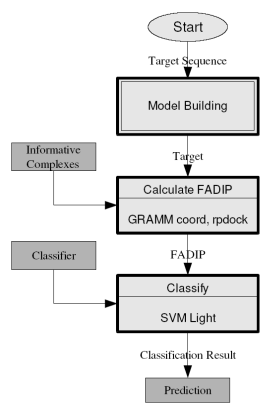 Start
Target Sequence
Model Building
Target
Informative
Complexes
Calculate FADIP
GRAMM coord, rpdock
FADIP
Classifier
Classify
SVM Light
Classification Result
Prediction